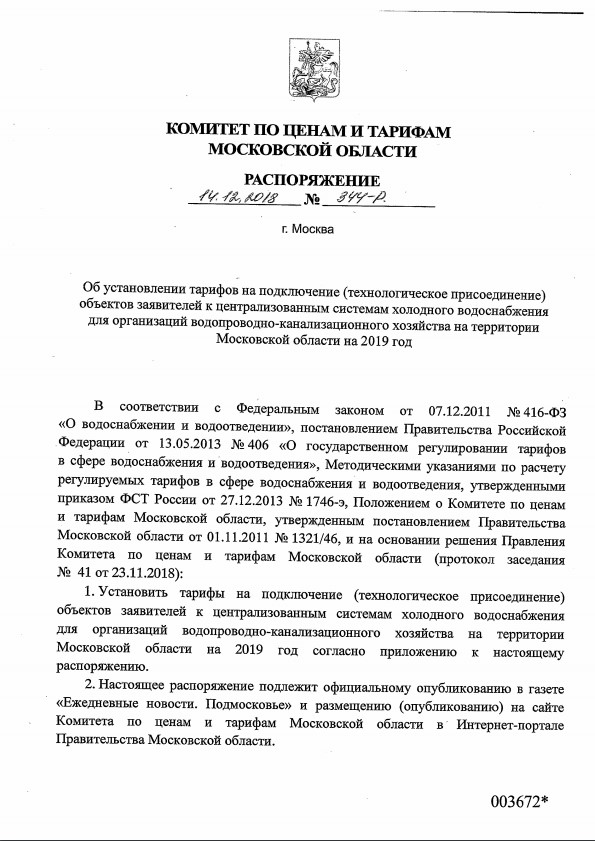 КОМИТЕТ ПО ЦЕНАМ И ТАРИФАМ
МОСКОВСКОЙ ОБЛАСТИ
РАСПОРЯЖЕНИЕ
14.12.2018 № 344-Р.
г. Москва
Об установлении тарифов на подключение (технологическое присоединение)
объектов заявителей к централизованным системам холодного водоснабжения
для организаций водопроводно-канализационного хозяйства на территории
Московской области на 2019 год
В соответствии с Федеральным законом от 07.12.2011 № 416-ФЗ
«О водоснабжении и водоотведении», постановлением Правительства Российской
Федерации от 13.05.2013 № 406 «О государственном регулировании тарифов
в сфере водоснабжения и водоотведения», Методическими указаниями по расчету
регулируемых тарифов в сфере водоснабжения и водоотведения, утвержденными
приказом ФСТ России от 27.12.2013 № 1746-э, Положением о Комитете по ценам
и тарифам Московской области, утвержденным постановлением Правительства
Московской области от 01.11.2011 № 1321/46, и на основании решения Правления
Комитета по ценам и тарифам Московской области (протокол заседания
№ 41 от 23.11.2018):
1. Установить тарифы на подключение (технологическое присоединение)
объектов заявителей к централизованным системам холодного водоснабжения
для организаций водопроводно-канализационного хозяйства на территории
Московской области на 2019 год согласно приложению к настоящему
распоряжению.
2. Настоящее распоряжение подлежит официальному опубликованию в газете
«Ежедневные новости. Подмосковье» и размещению (опубликованию) на сайте
Комитета по ценам и тарифам Московской области в Интернет-портале
Правительства Московской области.
003672*